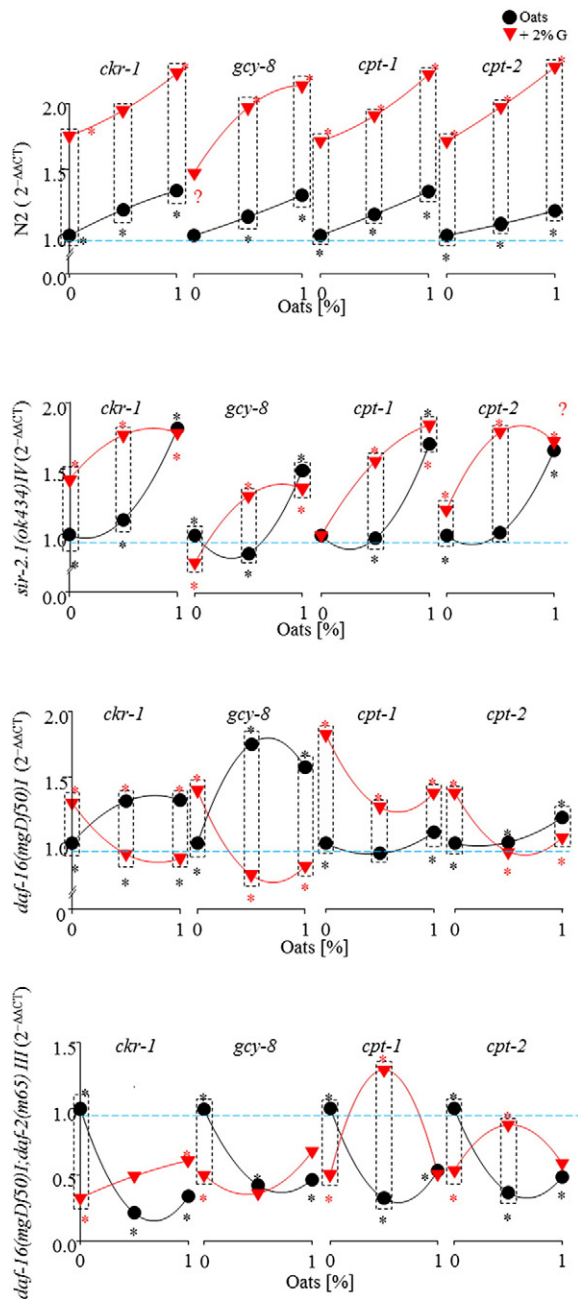 Oats
+ 2% G
ckr-1 gcy-8 cpt-1 cpt-2
N2 ( 2^-ΔΔCT)
2.0
1.5
1.0
0.0
* * * * * * * * * * *
* * * * * * * * * * *
?
0 1 0 1 0 1 0 1
Oats [%]
ckr-1 gcy-8 cpt-1 cpt-2
sir-2.1(ok434)IV (2^-ΔΔCT)
2.0
1.5
1.0
0.0
?
0 1 0 1 0 1 0 1
Oats [%]
ckr-1 gcy-8 cpt-1 cpt-2
daf-16(mgDf50)I (2^-ΔΔCT)
2.0
1.5
1.0
0
0 1 0 1 0 1 0 1
Oats [%]
ckr-1 gcy-8 cpt-1 cpt-2
daf-16(mgDf50)I;daf-2(m65) III (2^-ΔΔCT)
1.5
1.0
0.5
0.0
0 1 0 1 0 1 0 1
Oats [%]